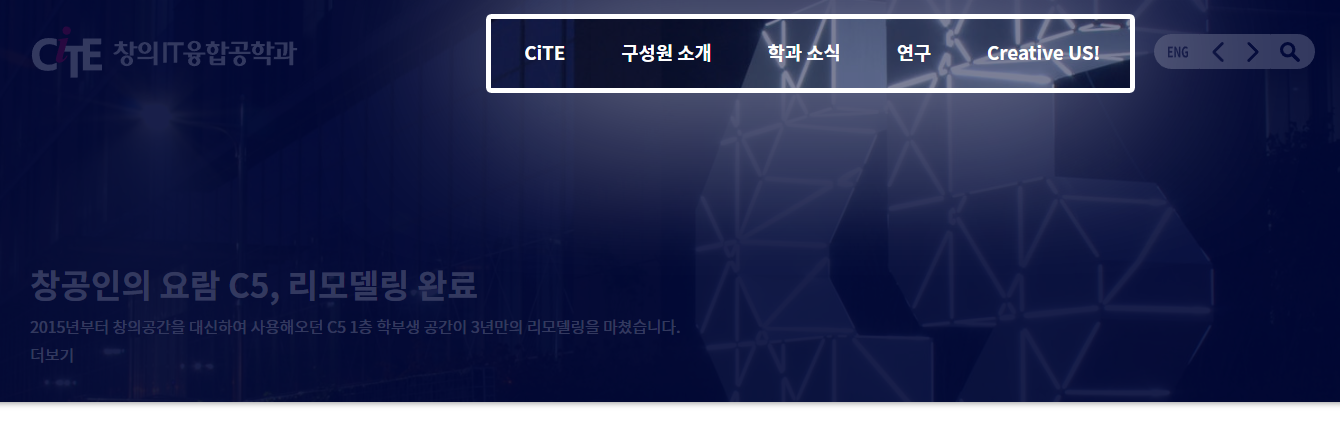 CiTE 창의IT융합공학과
CiTE 구성원 소개 학과 소식 연구 Creative US!
ENG
창공인의 요람 C5, 리모델링 완료
2015년부터 창의공간을 대신하여 사용해오던 C5 1층 학부생 공간이 3년만의 리모델링을 마쳤습니다.
더보기